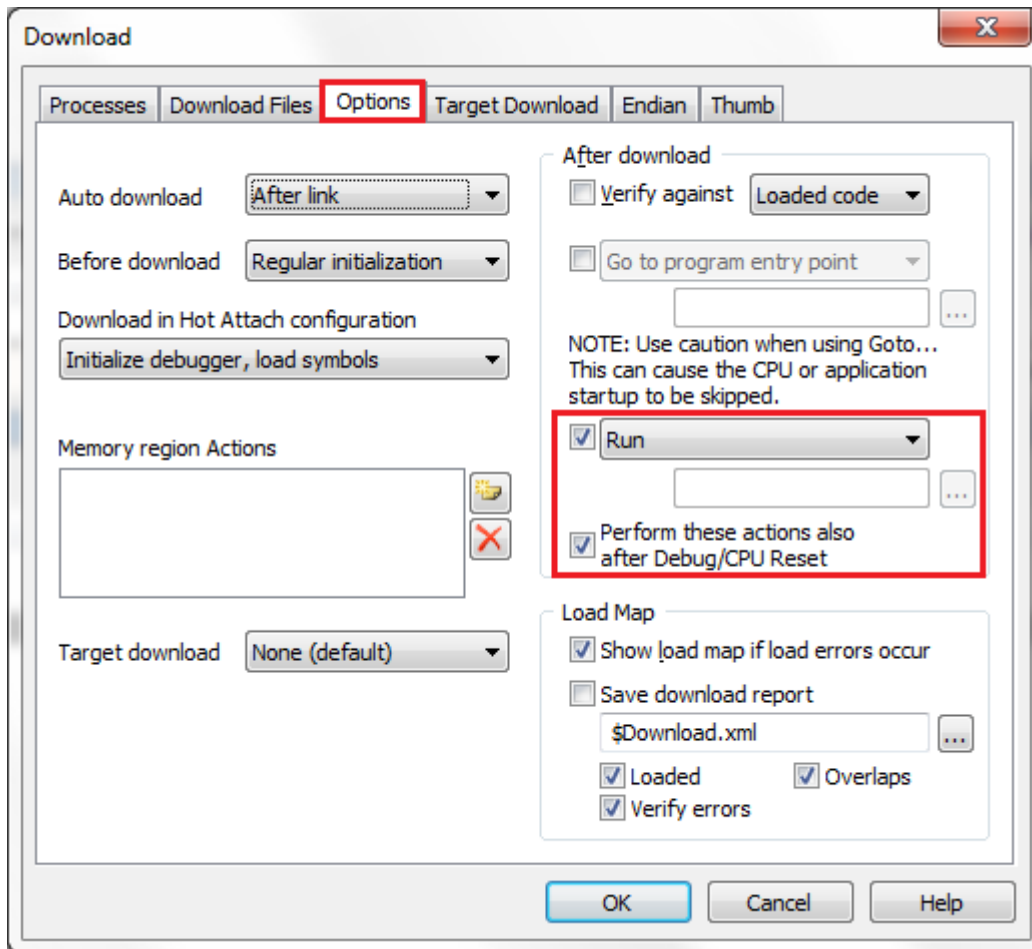 Download
Processes
Download Files
Options
Target Download
Endian
Thumb
Auto download
After link
Before download
Regular initialization
Download in Hot Attach configuration
Initialize debugger, load symbols
Memory region Actions
Target download
None (default)
After download
Verify against
Loaded code
Go to program entry point
...
NOTE: Use caution when using Goto...
This can cause the CPU or application
startup to be skipped.
Run
...
Perform these actions also
after Debug/CPU Reset
Load Map
Show load map if load errors occur
Save download report
$Download.xml
...
Loaded
Overlaps
Verify errors
OK
Cancel
Help